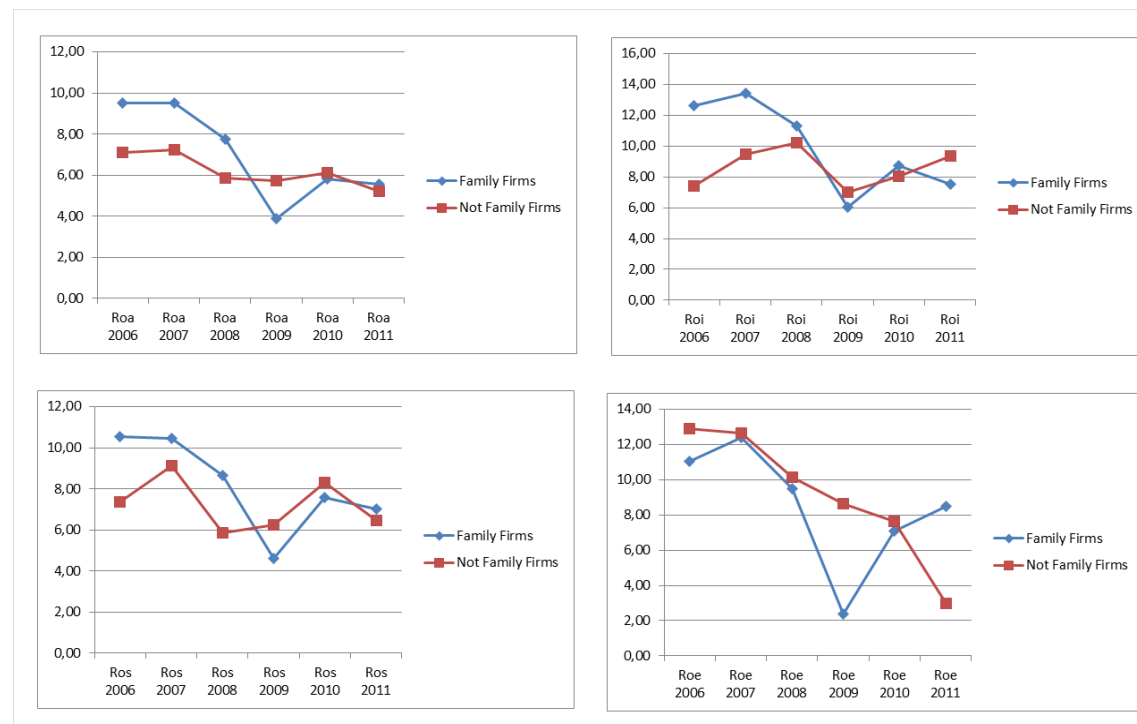 12,00
10,00
8,00
6,00
4,00
2,00
0,00
Roa Roa Roa Roa Roa Roa
2006 2007 2008 2009 2010 2011
Family Firms
Not Family Firms
16,00
14,00
12,00
10,00
8,00
6,00
4,00
2,00
0,00
Roi Roi Roi Roi Roi Roi
2006 2007 2008 2009 2010 2011
Family Firms
Not Family Firms
12,00
10,00
8,00
6,00
4,00
2,00
0,00
Ros Ros Ros Ros Ros Ros
2006 2007 2008 2009 2010 2011
Family Firms
Not Family Firms
14,00
12,00
10,00
8,00
6,00
4,00
2,00
0,00
Roe Roe Roe Roe Roe Roe
2006 2007 2008 2009 2010 2011
Family Firms
Not Family Firms